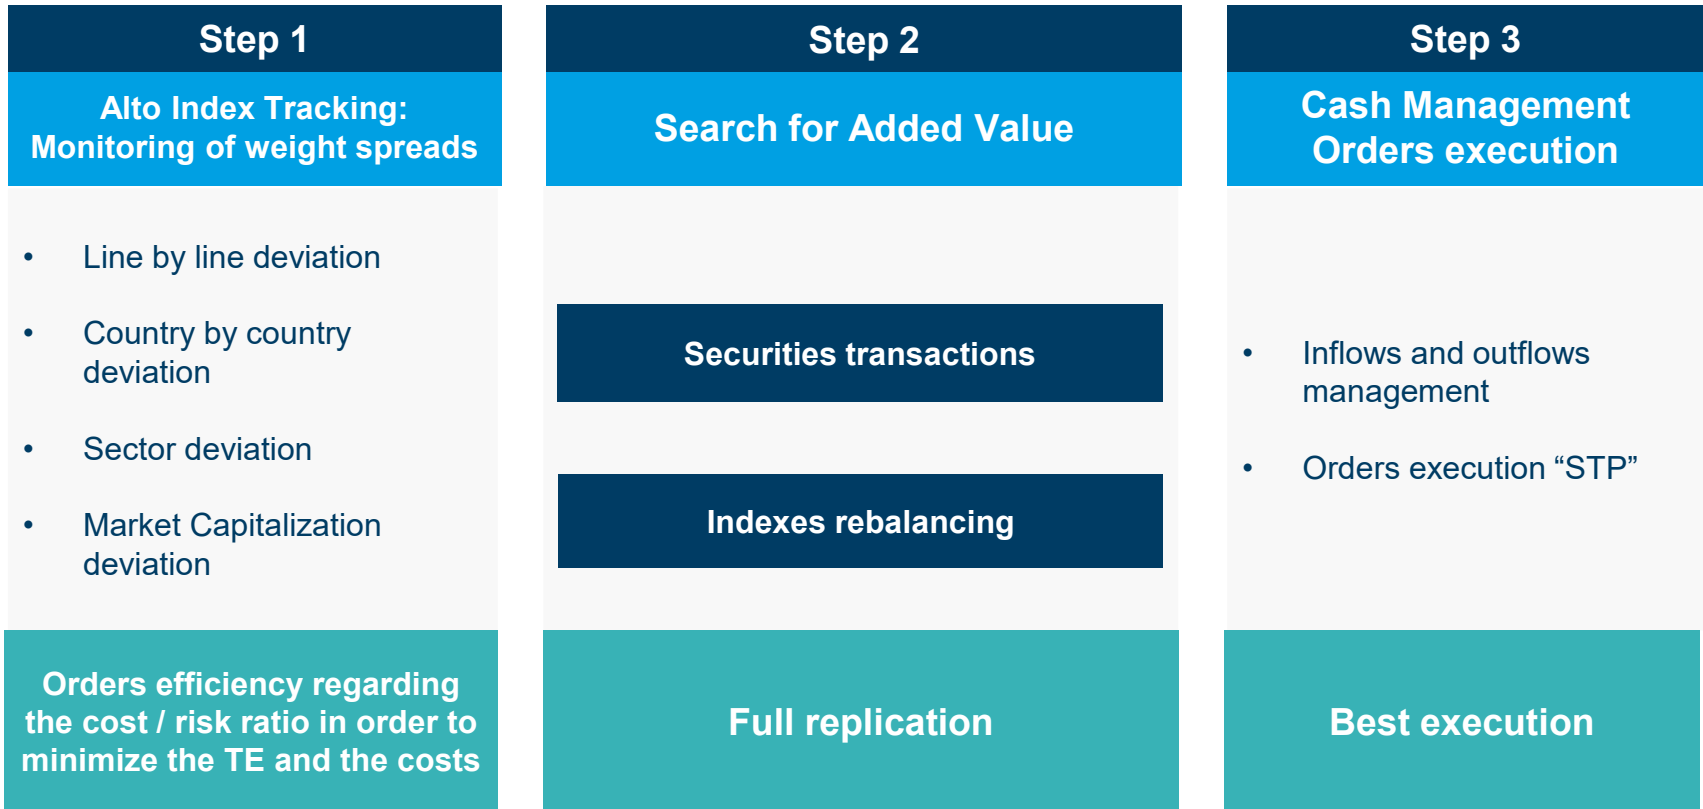 Step 1
Alto Index Tracking:
Monitoring of weight spreads
• Line by line deviation
• Country by country
deviation
• Sector deviation
• Market Capitalization
deviation
Orders efficiency regarding
the cost / risk ratio in order to
minimize the TE and the costs
Step 2
Search for Added Value
Securities transactions
Indexes rebalancing
Full replication
Step 3
Cash Management
Orders execution
• Inflows and outflows
management
• Orders execution “STP”
Best execution